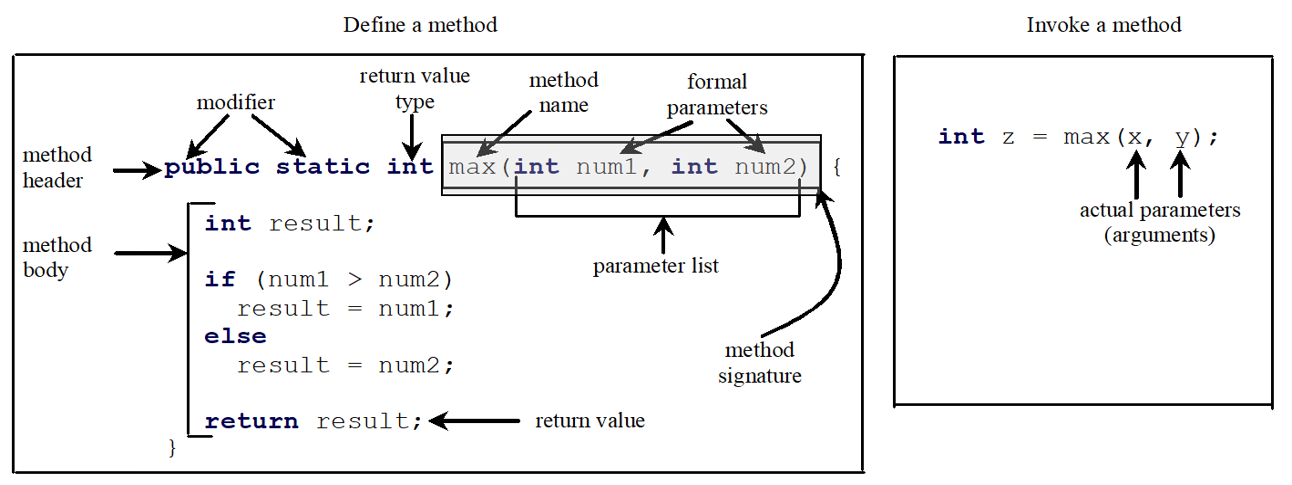 Define a method
Invoke a method
return value
type
method
name
formal
parameters
modifier
method
header
public static int max(int num1, int num2) {
int result;
method
body
parameter list
if (num1 > num2)
result = num1;
else
result = num2;
method
signature
return result;
return value
}
int z = max(x, y);
actual parameters
(arguments)